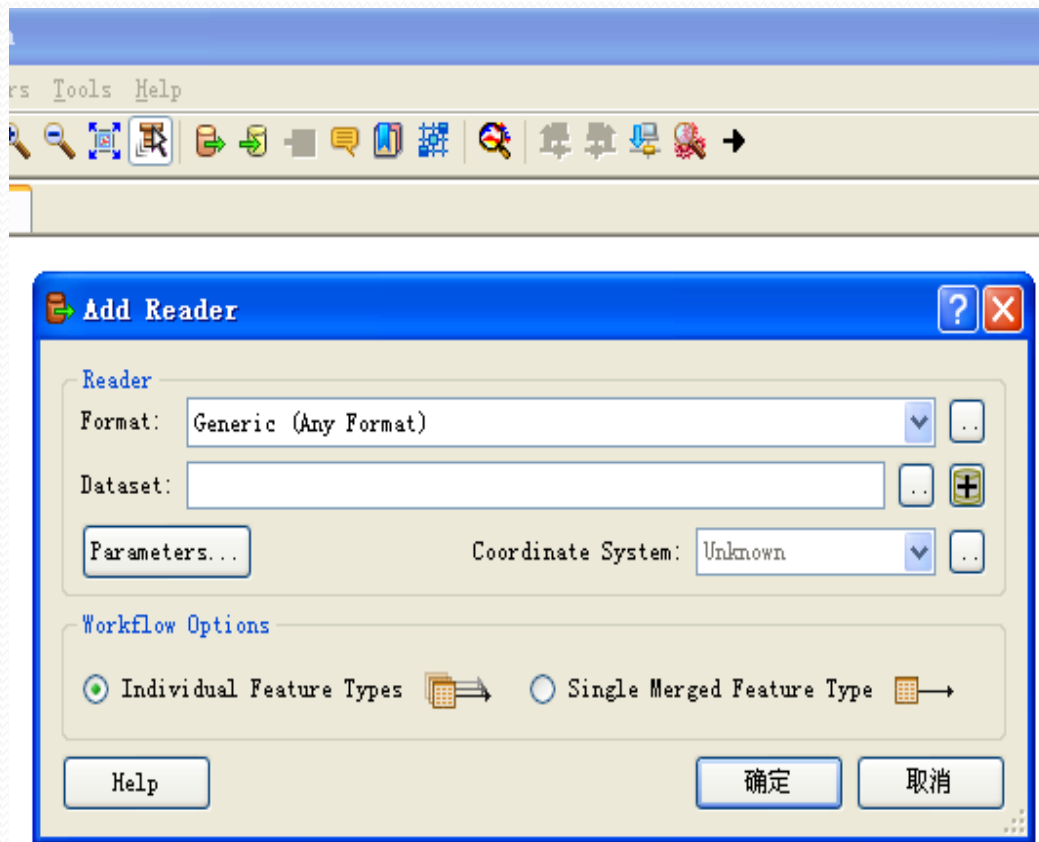 Tools Help
Add Reader
Reader
Format: Generic (Any Format) ..
Dataset: ..
Parameters... Coordinate System: Unknown ..
Workflow Options
Individual Feature Types Single Merged Feature Type
Help 确定 取消